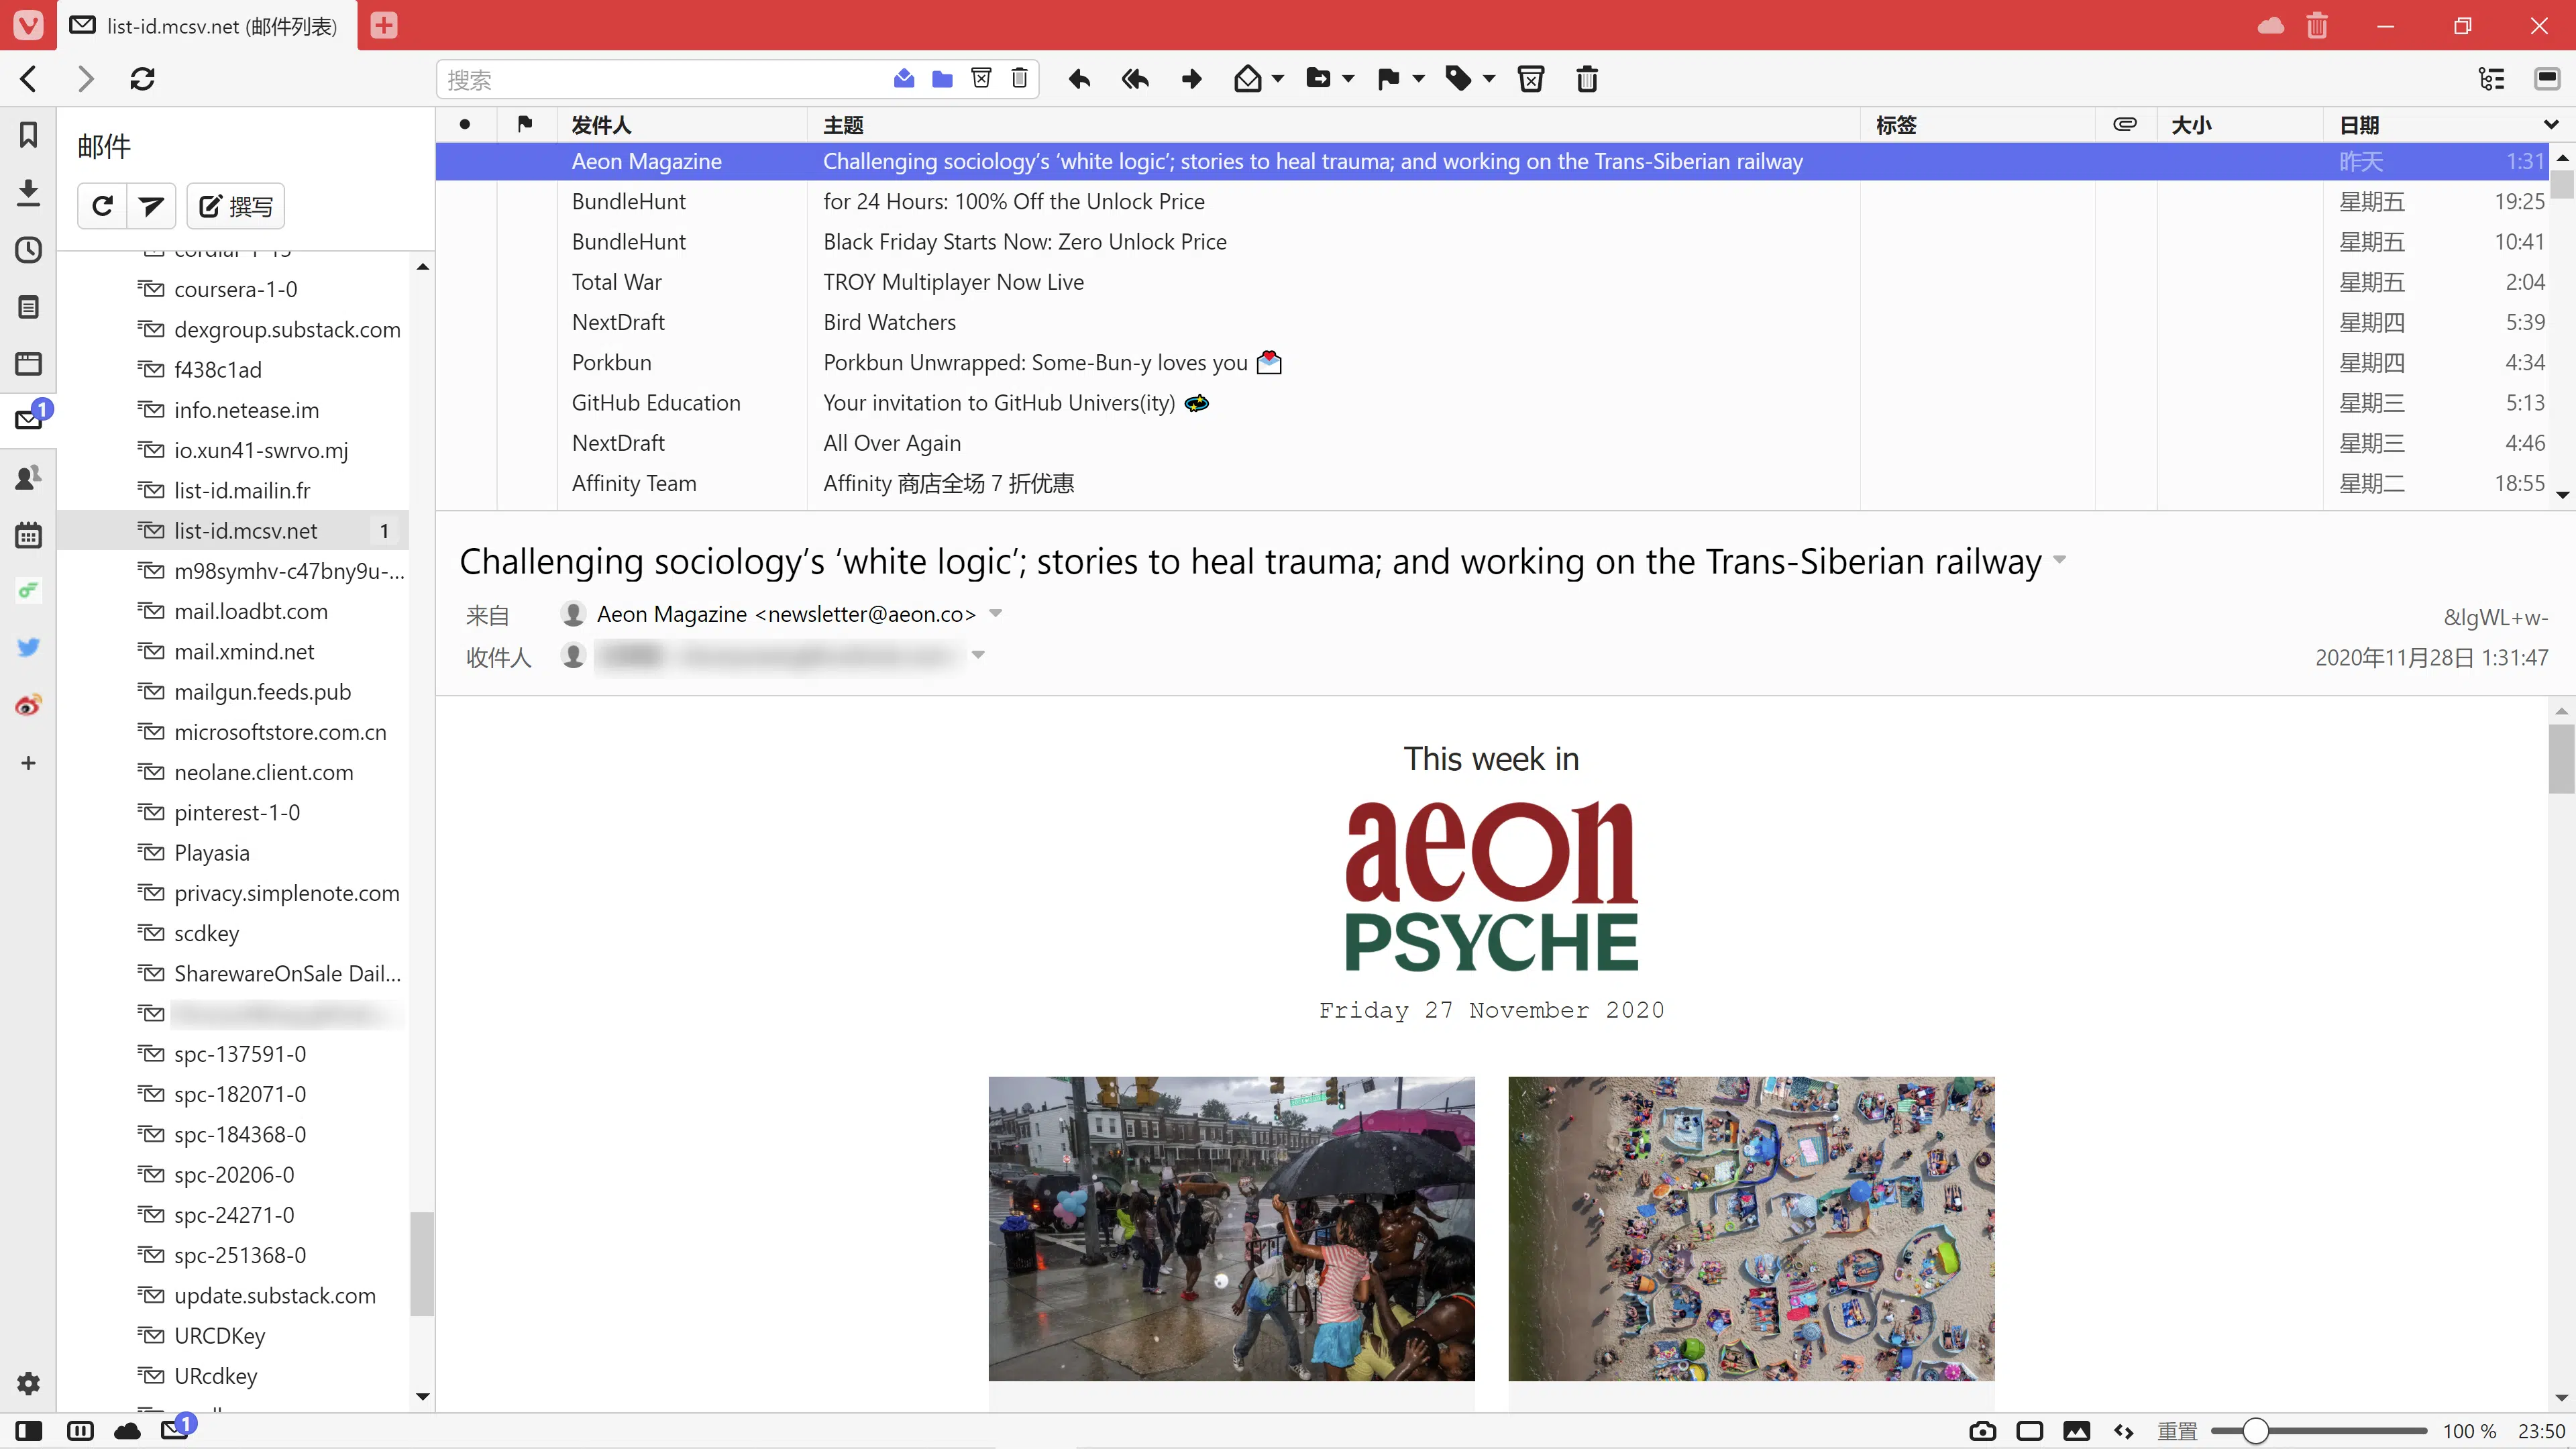 list-id.mcsv.net (邮件列表)
搜索
邮件
撰写
coursera-1-0
dexgroup.substack.com
f438c1ad
info.netease.im
1
io.xun41-swrvo.mj
list-id.mailin.fr
list-id.mcsv.net 1
m98symhv-c47bny9u-...
mail.loadbt.com
mail.xmind.net
mailgun.feeds.pub
microsoftstore.com.cn
neolane.client.com
pinterest-1-0
Playasia
privacy.simplenote.com
scdkey
SharewareOnSale Dail...
spc-137591-0
spc-182071-0
spc-184368-0
spc-20206-0
spc-24271-0
spc-251368-0
update.substack.com
URCDKey
URcdkey
发件人 主题 标签 大小 日期
Aeon Magazine Challenging sociology’s ‘white logic’; stories to heal trauma; and working on the Trans-Siberian railway 昨天 1:31
BundleHunt for 24 Hours: 100% Off the Unlock Price 星期五 19:25
BundleHunt Black Friday Starts Now: Zero Unlock Price 星期五 10:41
Total War TROY Multiplayer Now Live 星期五 2:04
NextDraft Bird Watchers 星期四 5:39
Porkbun Porkbun Unwrapped: Some-Bun-y loves you 💌 星期四 4:34
GitHub Education Your invitation to GitHub Univers(ity) 💫 星期三 5:13
NextDraft All Over Again 星期三 4:46
Affinity Team Affinity 商店全场 7 折优惠 星期二 18:55
Challenging sociology’s ‘white logic’; stories to heal trauma; and working on the Trans-Siberian railway
来自 Aeon Magazine <newsletter@aeon.co> &IgWL+w-
收件人 2020年11月28日 1:31:47
This week in
aeon
PSYCHE
Friday 27 November 2020
1 重置 100 % 23:50